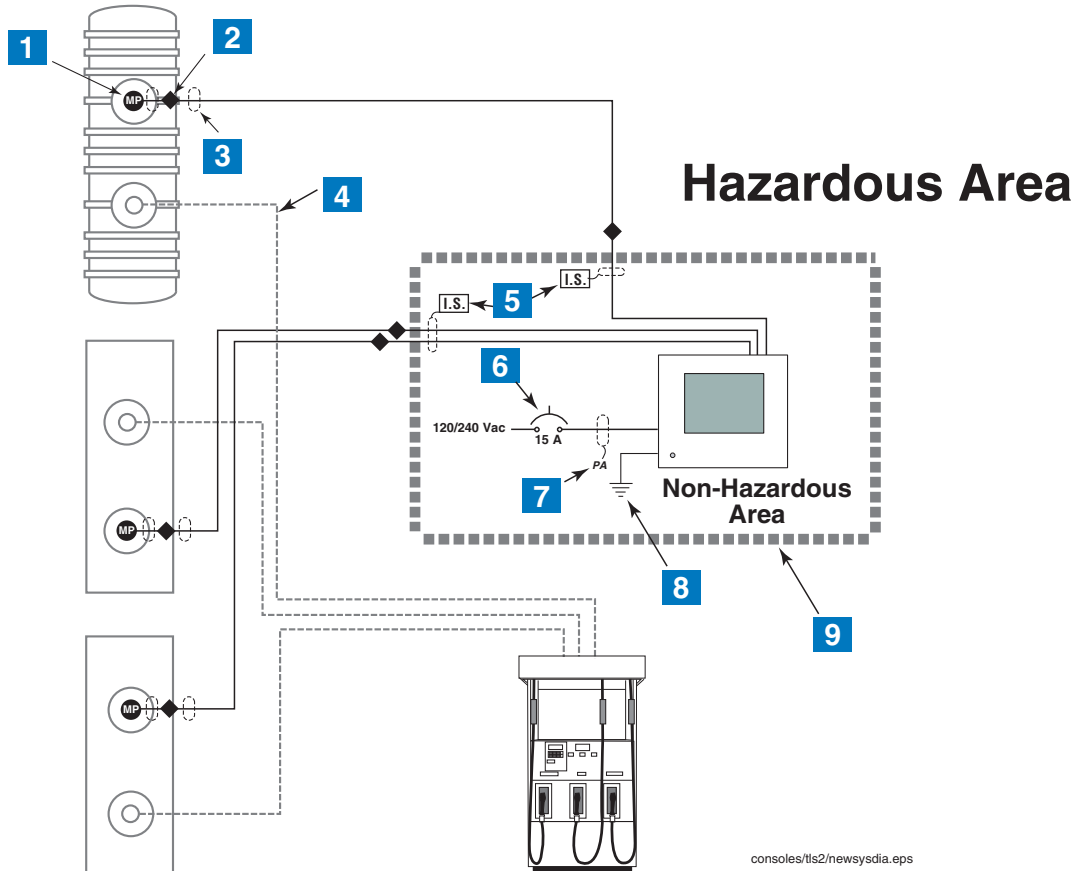 1
2
MP
3
4
Hazardous Area
I.S.
5
I.S.
6
120/240 Vac
15 A
PA
7
Non-Hazardous
Area
8
9
MP
MP
consoles/tls2/newsysdia.eps